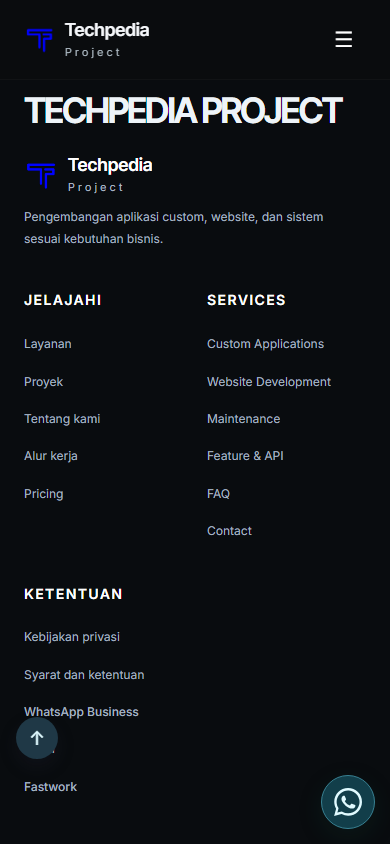 Techpedia
Project
TECHPEDIA PROJECT
Techpedia
Project
Pengembangan aplikasi custom, website, dan sistem
sesuai kebutuhan bisnis.
JELAJAHI
Layanan
Proyek
Tentang kami
Alur kerja
Pricing
SERVICES
Custom Applications
Website Development
Maintenance
Feature & API
FAQ
Contact
KETENTUAN
Kebijakan privasi
Syarat dan ketentuan
WhatsApp Business
Fastwork